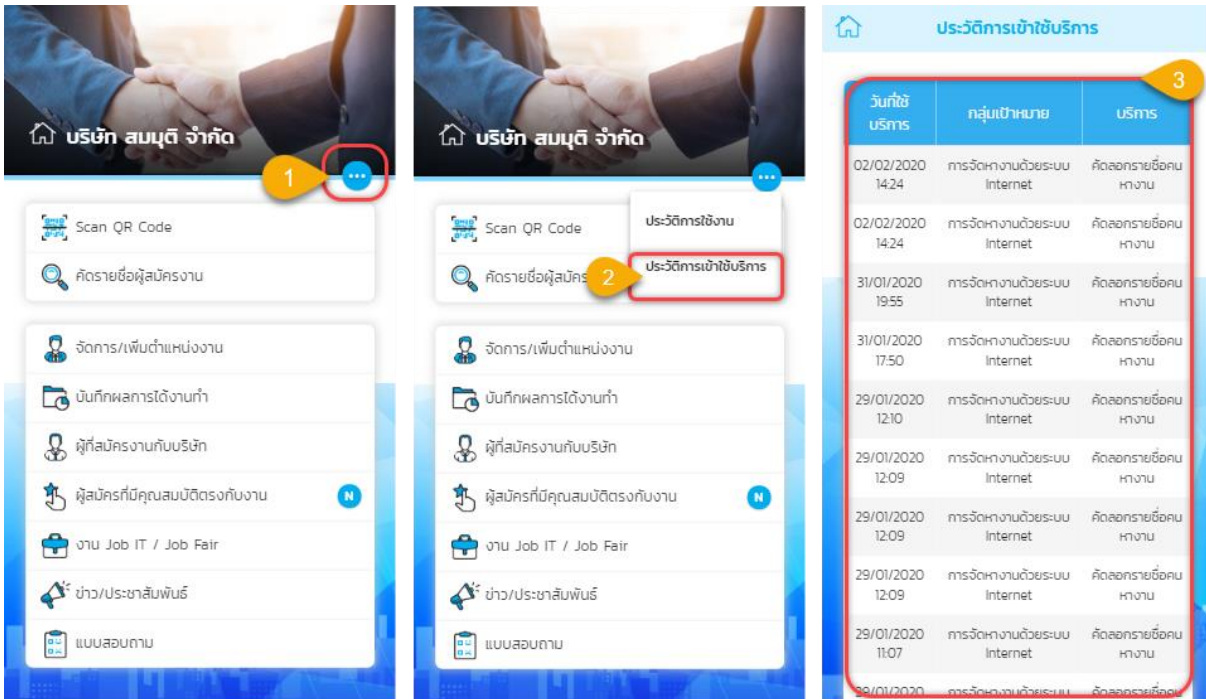 บริษัท สมมุติ จำกัด
1
Scan QR Code
คัดรายชื่อผู้สมัครงาน
จัดการ/เพิ่มตำแหน่งงาน
บันทึกผลการได้งานทำ
ผู้ที่สมัครงานกับบริษัท
ผู้สมัครที่มีคุณสมบัติตรงกับงาน
N
งาน Job IT / Job Fair
ข่าว/ประชาสัมพันธ์
แบบสอบถาม
บริษัท สมมุติ จำกัด
ประวัติการใช้งาน
Scan QR Code
ประวัติการเข้าใช้บริการ
2
คัดรายชื่อผู้สมัคร
จัดการ/เพิ่มตำแหน่งงาน
บันทึกผลการได้งานทำ
ผู้ที่สมัครงานกับบริษัท
ผู้สมัครที่มีคุณสมบัติตรงกับงาน
N
งาน Job IT / Job Fair
ข่าว/ประชาสัมพันธ์
แบบสอบถาม
ประวัติการเข้าใช้บริการ
3
วันที่ใช้ กลุ่มเป้าหมาย บริการ
บริการ
02/02/2020 การจัดหางานด้วยระบบ คัดลอกรายชื่อคน
14:24 Internet หางาน
02/02/2020 การจัดหางานด้วยระบบ คัดลอกรายชื่อคน
14:24 Internet หางาน
31/01/2020 การจัดหางานด้วยระบบ คัดลอกรายชื่อคน
19:55 Internet หางาน
31/01/2020 การจัดหางานด้วยระบบ คัดลอกรายชื่อคน
17:50 Internet หางาน
29/01/2020 การจัดหางานด้วยระบบ คัดลอกรายชื่อคน
12:10 Internet หางาน
29/01/2020 การจัดหางานด้วยระบบ คัดลอกรายชื่อคน
12:09 Internet หางาน
29/01/2020 การจัดหางานด้วยระบบ คัดลอกรายชื่อคน
12:09 Internet หางาน
29/01/2020 การจัดหางานด้วยระบบ คัดลอกรายชื่อคน
12:09 Internet หางาน
29/01/2020 การจัดหางานด้วยระบบ คัดลอกรายชื่อคน
11:07 Internet หางาน
29/01/2020 การจัดหางานด้วยระบบ คัดลอกรายชื่อคน